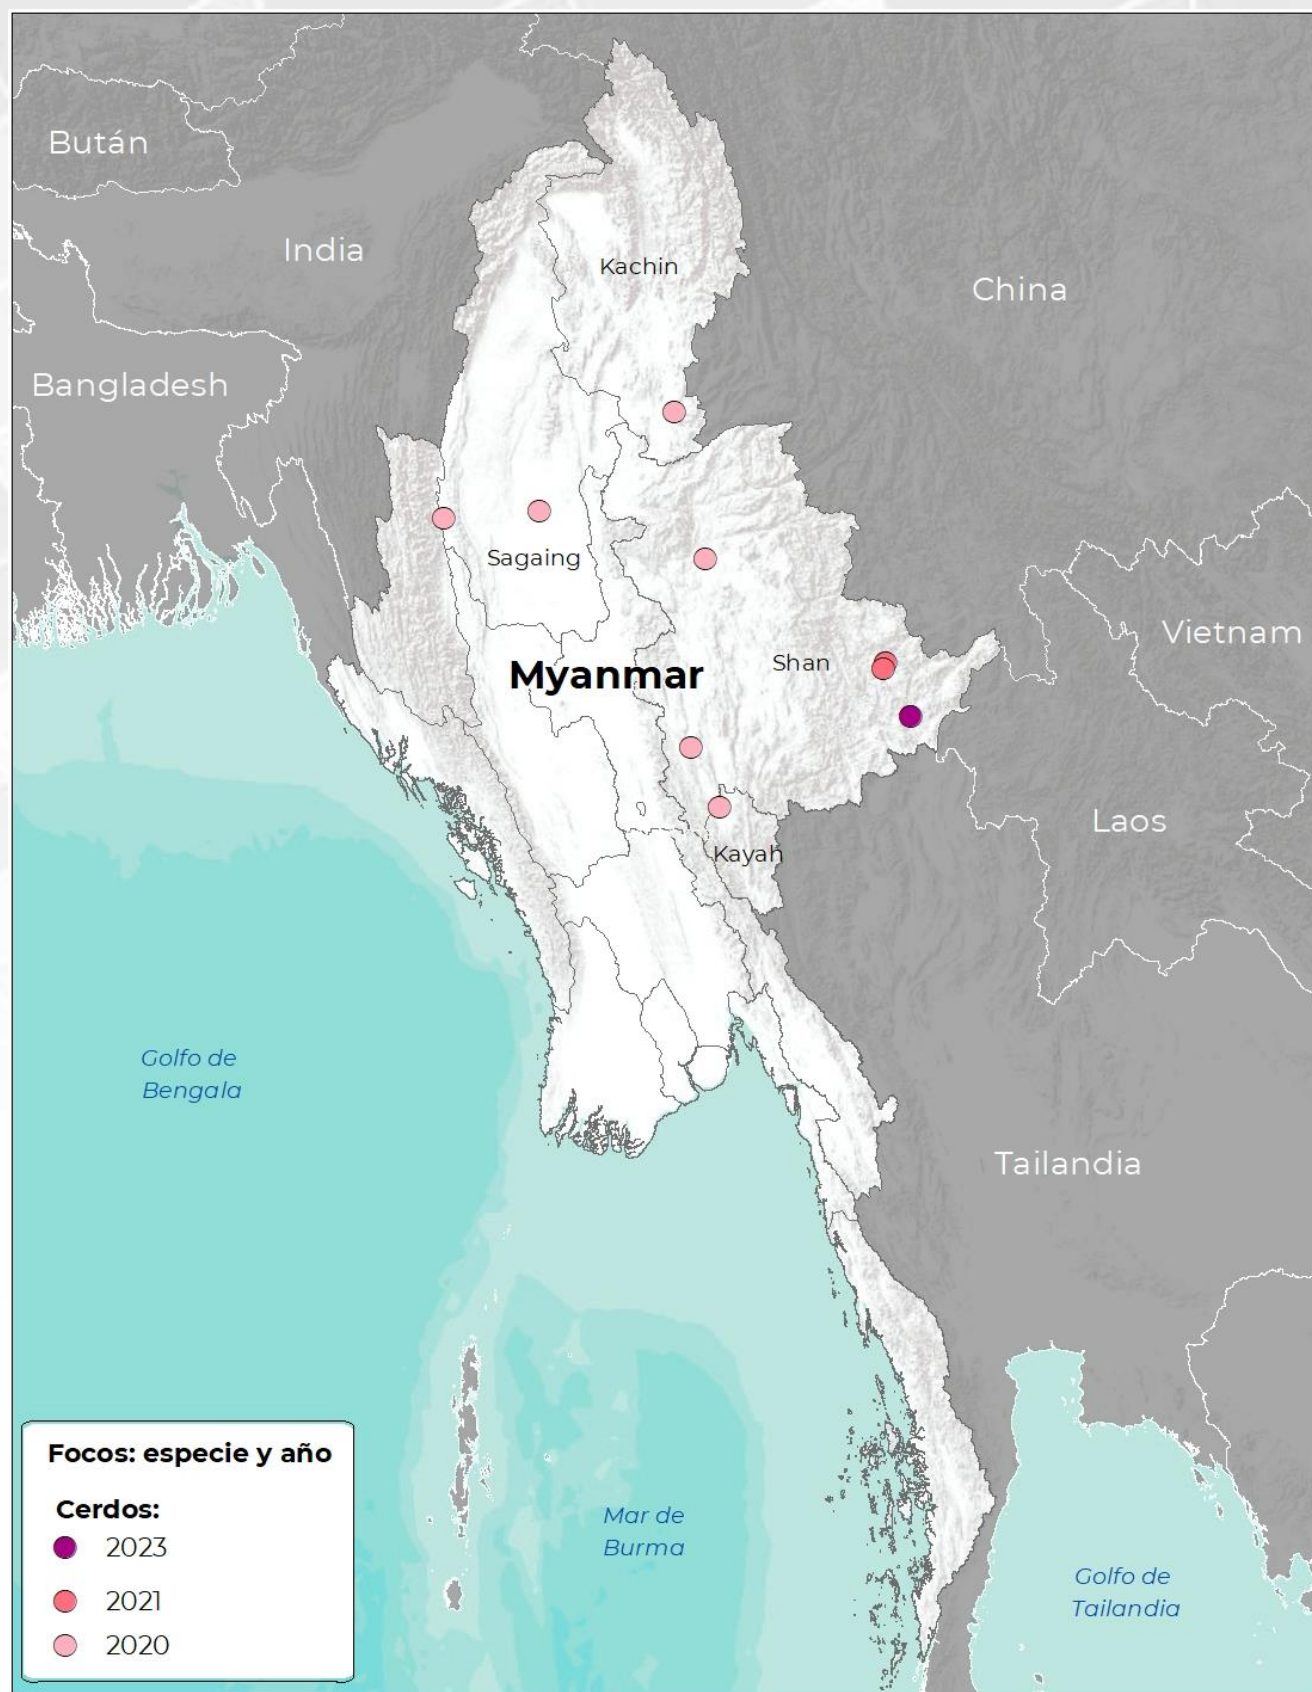 Bután
India
Kachin
China
Bangladesh
Sagaing
Vietnam
Shan
Myanmar
Laos
Kayah
Golfo de
Bengala
Tailandia
Focos: especie y año
Cerdos:
2023
2021
2020
Mar de
Burma
Golfo de
Tailandia